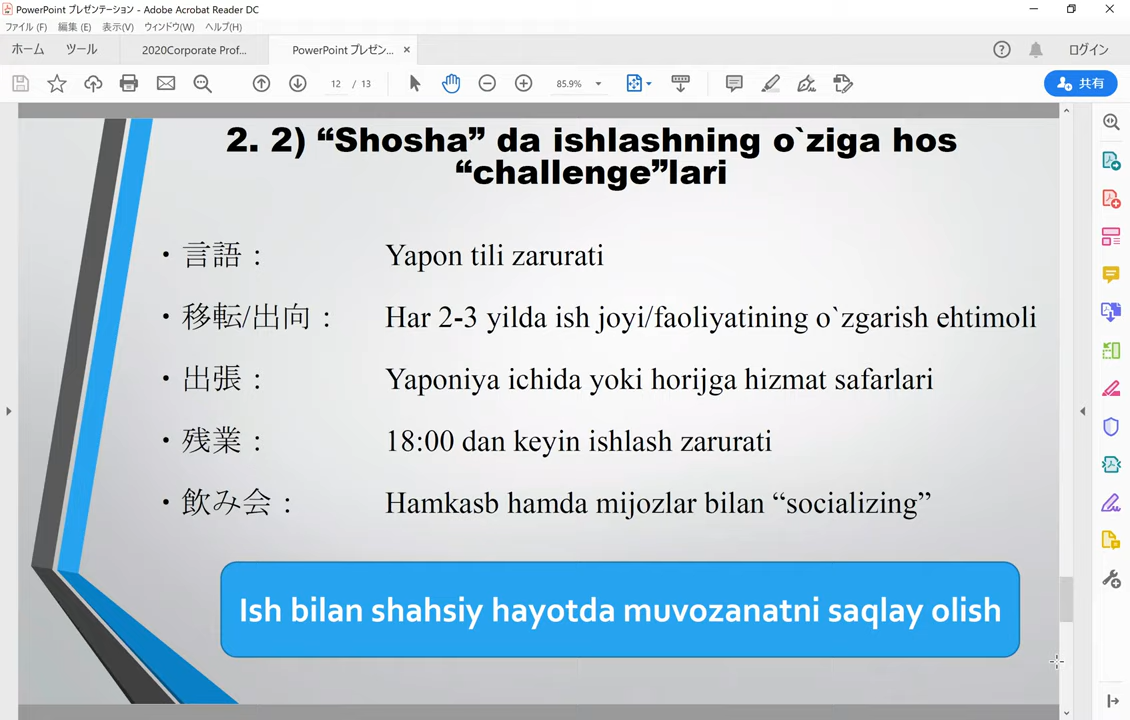 PowerPoint プレゼンテーション - Adobe Acrobat Reader DC
ファイル (F) 編集 (E) 表示(V) ウィンドウ(W) ヘルプ(H)
ホーム ツール 2020Corporate Prof... PowerPoint プレゼン... × ログイン
12 / 13 85.9% 共有
2. 2) “Shosha” da ishlashning o`ziga hos
“challenge”lari
・言語： Yapon tili zarurati
・移転/出向： Har 2-3 yilda ish joyi/faoliyatining o`zgarish ehtimoli
・出張： Yaponiya ichida yoki horijga hizmat safarlari
・残業： 18:00 dan keyin ishlash zarurati
・飲み会： Hamkasb hamda mijozlar bilan “socializing”
Ish bilan shahsiy hayotda muvozanatni saqlay olish